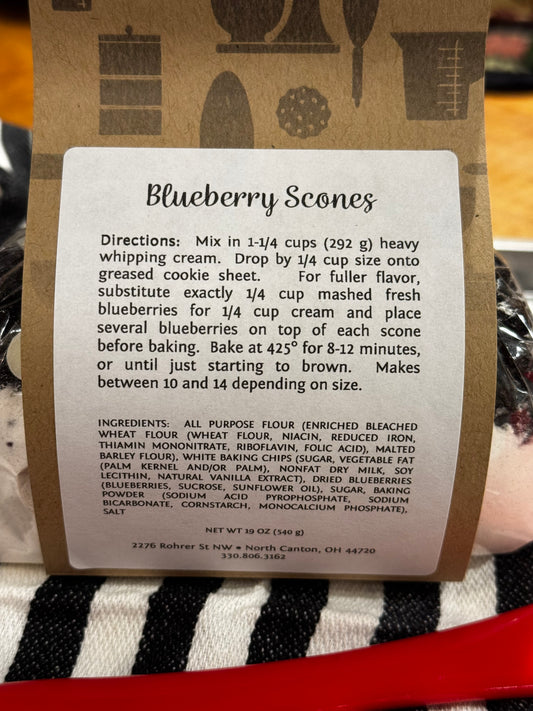 Blueberry Scones
Directions: Mix in 1-1/4 cups (292 g) heavy
whipping cream. Drop by 1/4 cup size onto
greased cookie sheet. For fuller flavor,
substitute exactly 1/4 cup mashed fresh
blueberries for 1/4 cup cream and place
several blueberries on top of each scone
before baking. Bake at 425° for 8-12 minutes,
or until just starting to brown. Makes
between 10 and 14 depending on size.
INGREDIENTS: ALL PURPOSE FLOUR (ENRICHED BLEACHED
WHEAT FLOUR (WHEAT FLOUR, NIACIN, REDUCED IRON,
THIAMIN MONONITRATE, RIBOFLAVIN, FOLIC ACID), MALTED
BARLEY FLOUR), WHITE BAKING CHIPS (SUGAR, VEGETABLE FAT
(PALM KERNEL AND/OR PALM), NONFAT DRY MILK, SOY
LECITHIN, NATURAL VANILLA EXTRACT), DRIED BLUEBERRIES
(BLUEBERRIES, SUCROSE, SUNFLOWER OIL), SUGAR, BAKING
POWDER (SODIUM ACID PYROPHOSPHATE, SODIUM
BICARBONATE, CORNSTARCH, MONOCALCIUM PHOSPHATE),
SALT
NET WT 19 OZ (540 g)
2276 Rohrer St NW • North Canton, OH 44720
330.806.3162